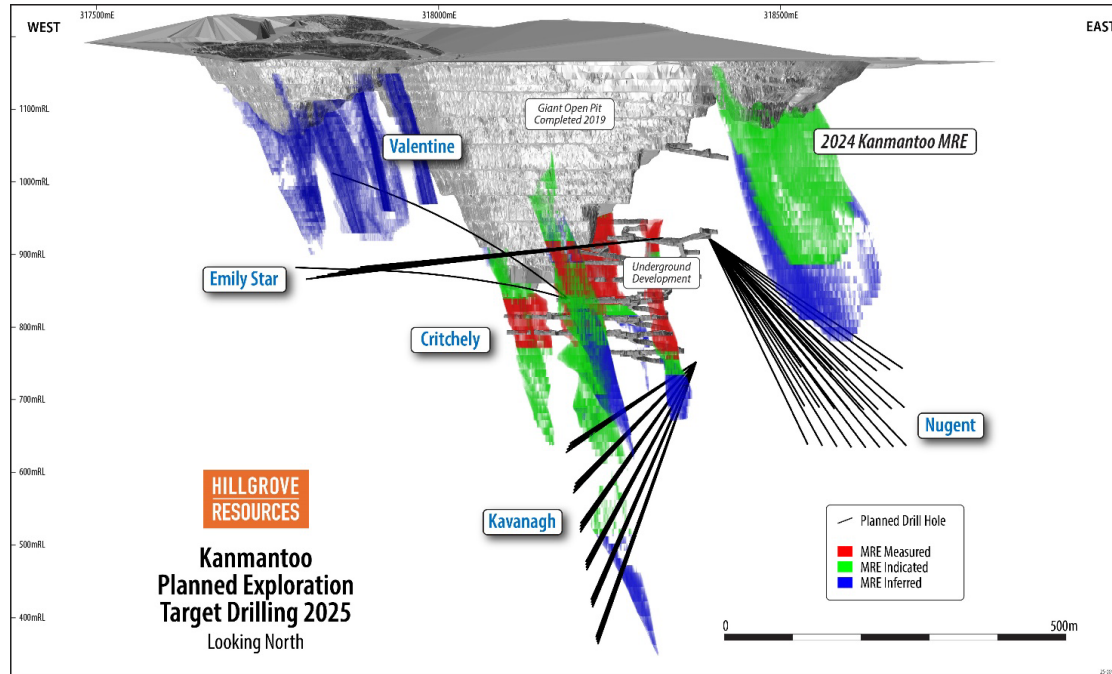 317500mE
318000mE
318500mE
WEST
EAST
1100mRL
1000mRL
900mRL
800mRL
700mRL
600mRL
500mRL
400mRL
Giant Open Pit
Completed 2019
Valentine
2024 Kanmantoo MRE
Emily Star
Underground
Development
Critchely
Nugent
Kavanagh
HILLGROVE
RESOURCES
Kanmantoo
Planned Exploration
Target Drilling 2025
Looking North
Planned Drill Hole
MRE Measured
MRE Indicated
MRE Inferred
0
500m